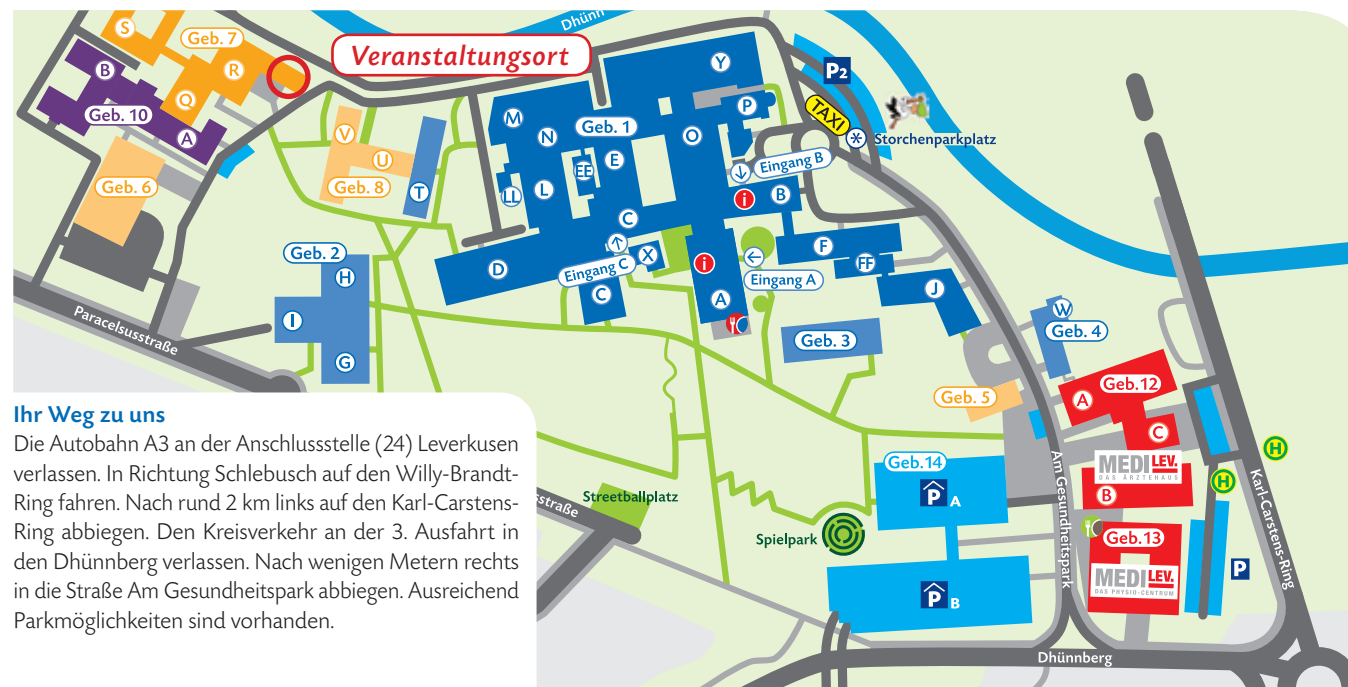 Dhünn
S
Geb. 7
Veranstaltungsort
Y
B
R
P2
Q
M
P
TAXI
Geb. 10
N
Geb. 1
O
*
Storchenparkplatz
V
A
E
U
EE
Eingang B
Geb. 6
Geb. 8
T
LL
L
i
B
C
F
Geb. 2
X
i
FF
D
Eingang C
Eingang A
H
J
C
A
W
Paracelsusstraße
I
Geb. 4
Geb. 3
G
Geb. 12
Geb. 5
A
Ihr Weg zu uns
Die Autobahn A3 an der Anschlussstelle (24) Leverkusen
verlassen. In Richtung Schlebusch auf den Willy-Brandt-
Ring fahren. Nach rund 2 km links auf den Karl-Carstens-
Ring abbiegen. Den Kreisverkehr an der 3. Ausfahrt in
den Dhünnberg verlassen. Nach wenigen Metern rechts
in die Straße Am Gesundheitspark abbiegen. Ausreichend
Parkmöglichkeiten sind vorhanden.
C
H
Geb. 14
MEDILEV.
DAS ÄRZTEHAUS
H
Streetballplatz
P A
B
sstraße
Am Gesundheitspark
Karl-Carstens-Ring
Spielpark
Geb. 13
P
MEDILEV.
DAS PHYSIO-CENTRUM
P B
Dhünnberg